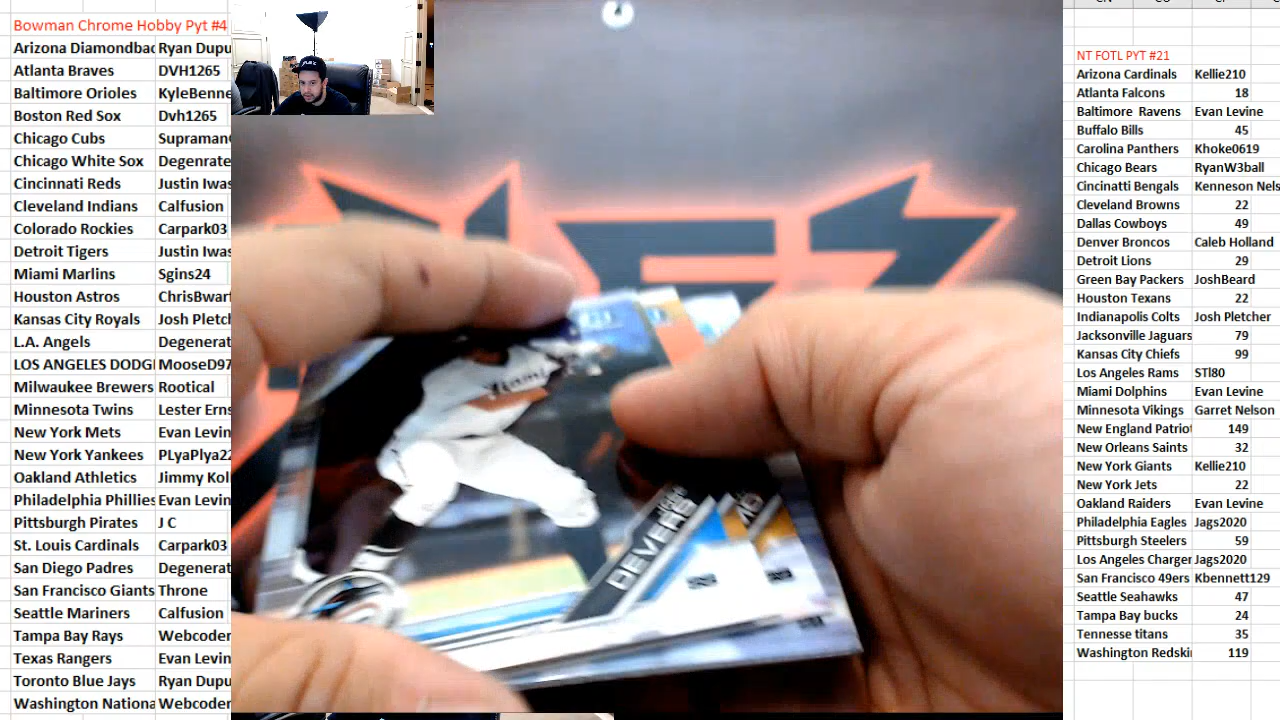 Bowman Chrome Hobby Pyt #4
Arizona Diamondbac Ryan Dupu
Atlanta Braves DVH1265
Baltimore Orioles KyleBenne
Boston Red Sox Dvh1265
Chicago Cubs Supraman
Chicago White Sox Degenrate
Cincinnati Reds Justin Iwas
Cleveland Indians Calfusion
Colorado Rockies Carpark03
Detroit Tigers Justin Iwas
Miami Marlins Sgins24
Houston Astros ChrisBwart
Kansas City Royals Josh Pletch
L.A. Angels Degenerat
LOS ANGELES DODG MooseD97
Milwaukee Brewers Rootical
Minnesota Twins Lester Erns
New York Mets Evan Levin
New York Yankees PLyaPlya22
Oakland Athletics Jimmy Kol
Philadelphia Phillies Evan Levin
Pittsburgh Pirates J C
St. Louis Cardinals Carpark03
San Diego Padres Degenerat
San Francisco Giants Throne
Seattle Mariners Calfusion
Tampa Bay Rays Webcoder
Texas Rangers Evan Levin
Toronto Blue Jays Ryan Dupu
Washington Nationa Webcoder
DEVERS
NT FOTL PYT #21
Arizona Cardinals Kellie210
Atlanta Falcons 18
Baltimore Ravens Evan Levine
Buffalo Bills 45
Carolina Panthers Khoke0619
Chicago Bears RyanW3ball
Cincinatti Bengals Kenneson Nels
Cleveland Browns 22
Dallas Cowboys 49
Denver Broncos Caleb Holland
Detroit Lions 29
Green Bay Packers JoshBeard
Houston Texans 22
Indianapolis Colts Josh Pletcher
Jacksonville Jaguars 79
Kansas City Chiefs 99
Los Angeles Rams STl80
Miami Dolphins Evan Levine
Minnesota Vikings Garret Nelson
New England Patriot 149
New Orleans Saints 32
New York Giants Kellie210
New York Jets 22
Oakland Raiders Evan Levine
Philadelphia Eagles Jags2020
Pittsburgh Steelers 59
Los Angeles Charger Jags2020
San Francisco 49ers Kbennett129
Seattle Seahawks 47
Tampa Bay bucks 24
Tennesse titans 35
Washington Redski 119